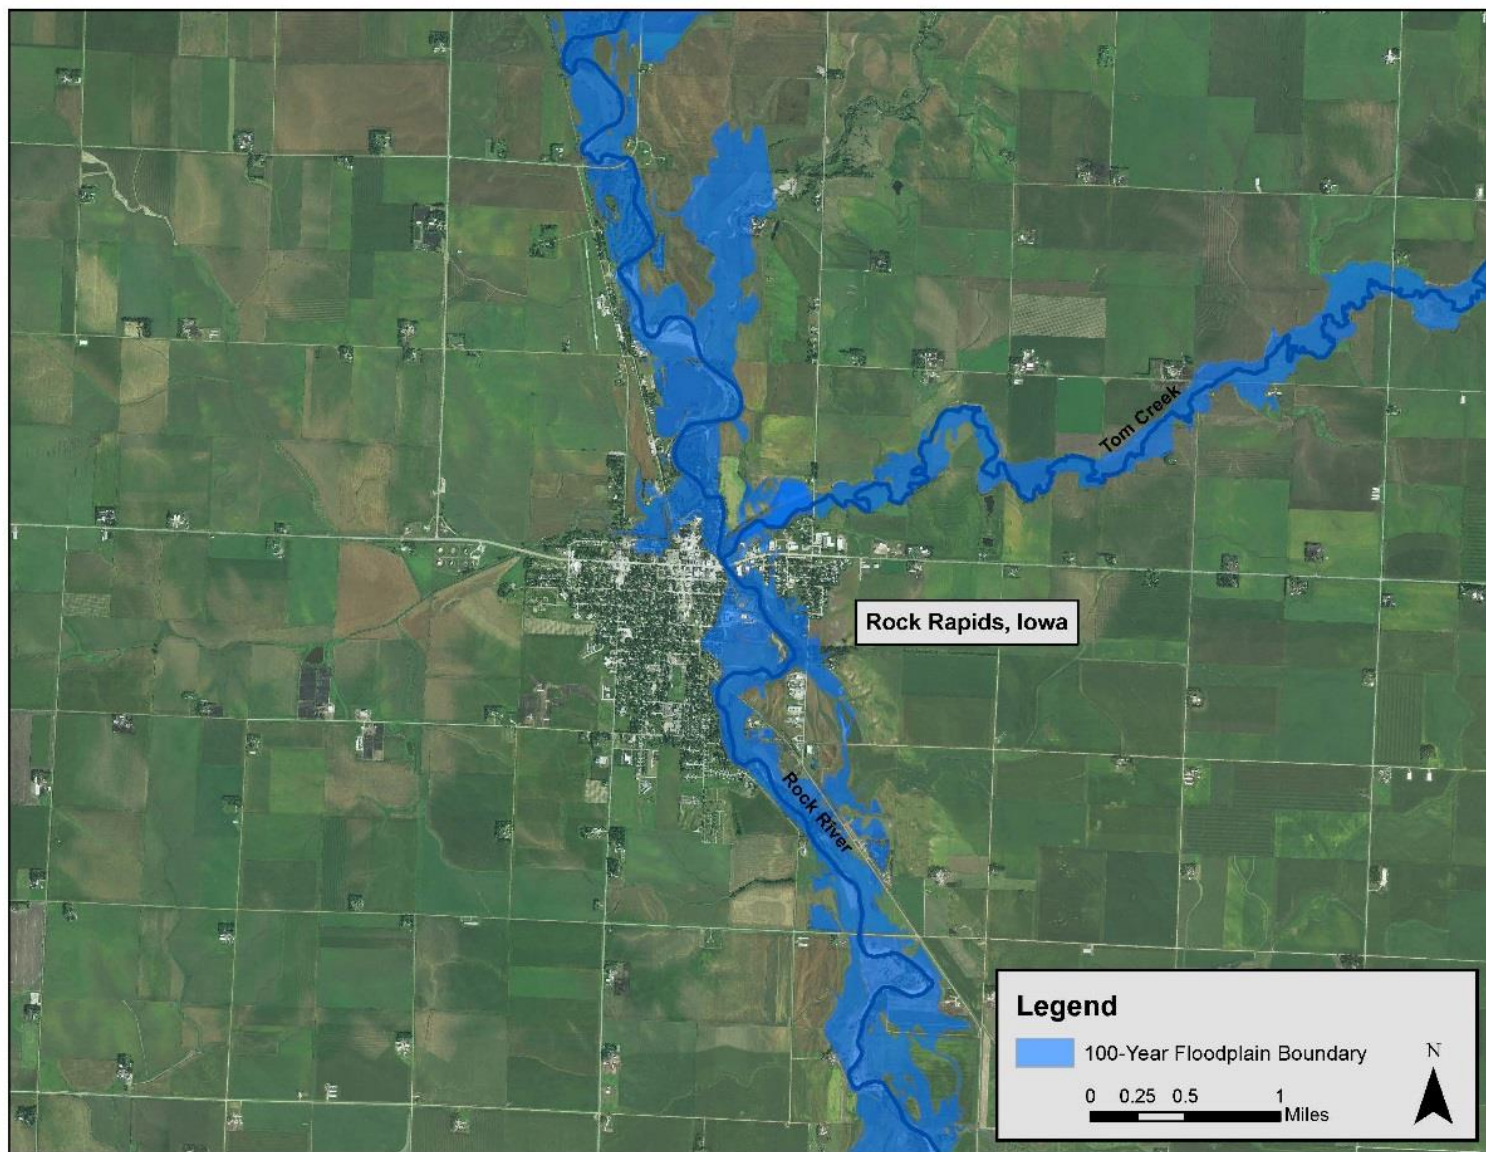 Tom Creek
Rock Rapids, Iowa
Rock River
Legend
100-Year Floodplain Boundary
N
0 0.25 0.5 1
Miles